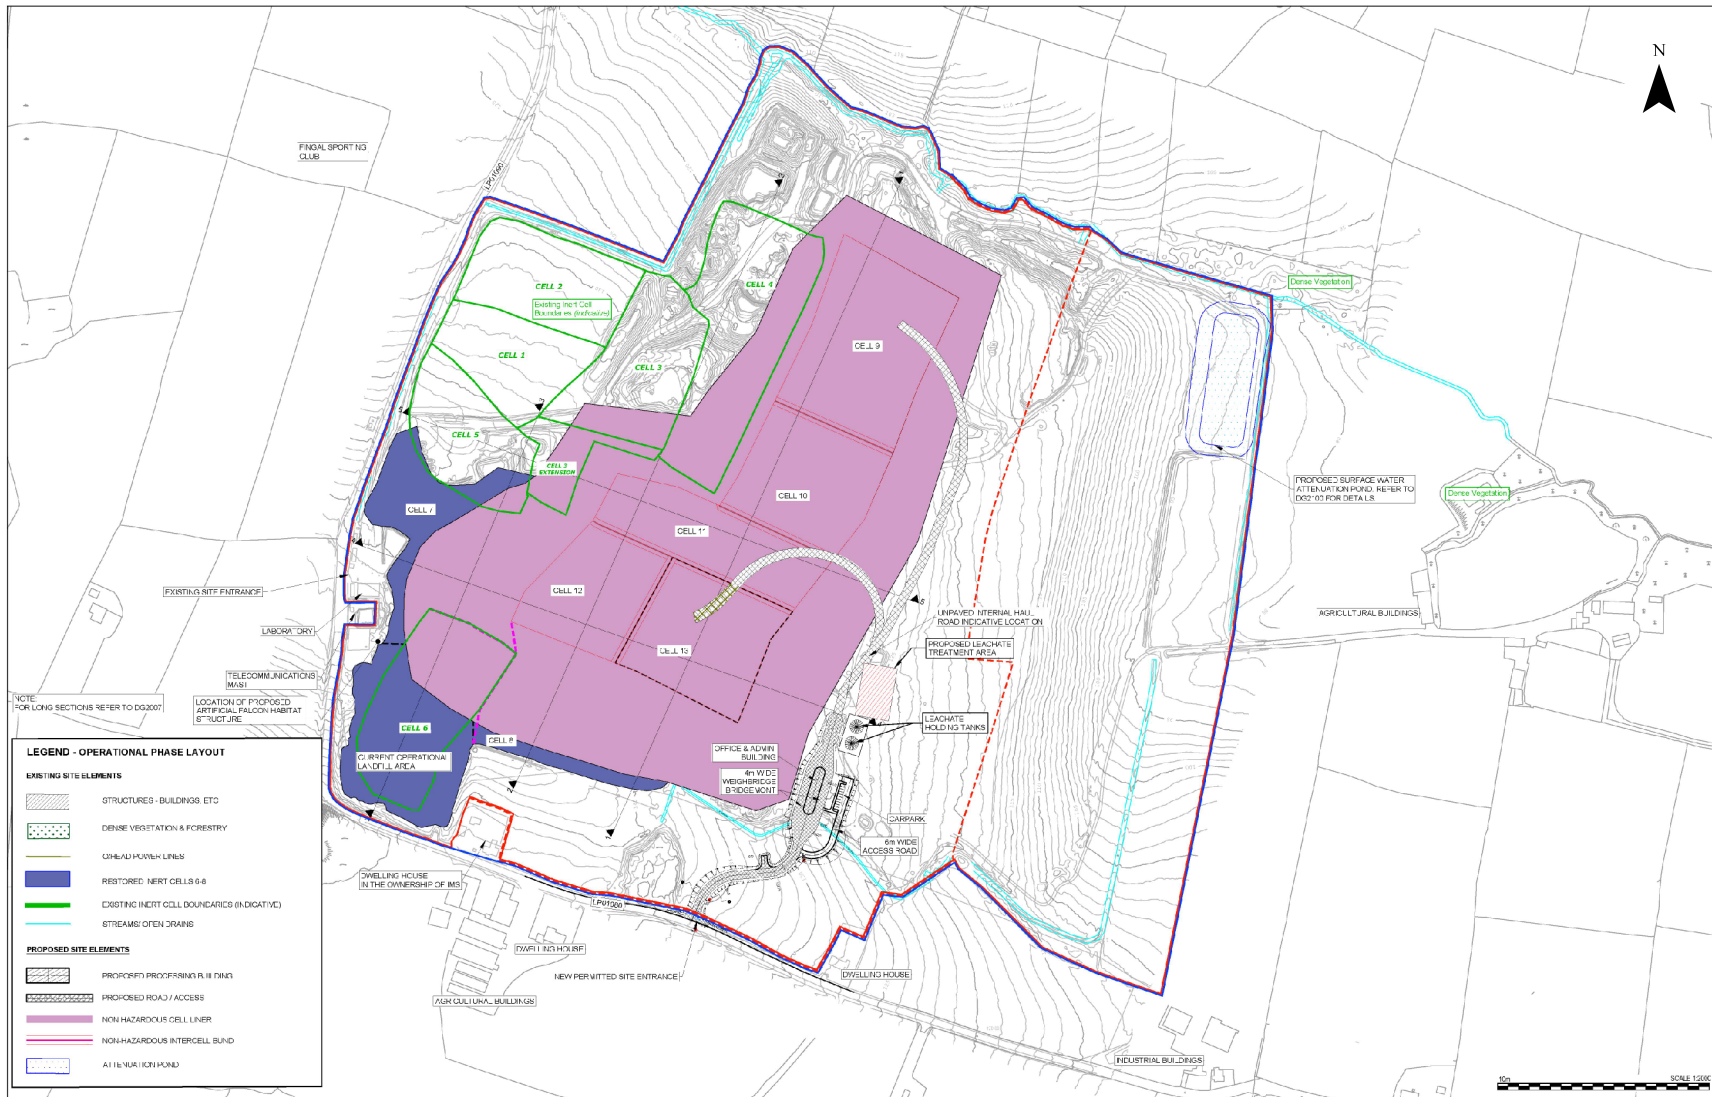 N
FINGAL SPORTING
CLUB
LP01090
CELL 2
Existing Inert Cell
Boundaries (indicative)
CELL 4
Dense Vegetation
CELL 1
CELL 3
CELL 9
CELL 5
CELL 3
EXTENSION
CELL 10
PROPOSED SURFACE WATER
ATTENUATION POND. REFER TO
DG2100 FOR DETAILS
Dense Vegetation
CELL 7
CELL 11
EXISTING SITE ENTRANCE
CELL 12
UNPAVED INTERNAL HAUL
ROAD INDICATIVE LOCATION
AGRICULTURAL BUILDINGS
LABORATORY
PROPOSED LEACHATE
TREATMENT AREA
CELL 13
TELECOMMUNICATIONS
MAST
NOTE:
FOR LONG SECTIONS REFER TO DG2007
LOCATION OF PROPOSED
ARTIFICIAL FALCON HABITAT
STRUCTURE
LEACHATE
HOLDING TANKS
CELL 6
CELL 8
CURRENT OPERATIONAL
LANDFILL AREA
OFFICE & ADMIN
BUILDING
4m WIDE
WEIGHBRIDGE
BRIDGEMONT
CARPARK
6m WIDE
ACCESS ROAD
DWELLING HOUSE
IN THE OWNERSHIP OF IMS
LP01080
DWELLING HOUSE
NEW PERMITTED SITE ENTRANCE
DWELLING HOUSE
AGRICULTURAL BUILDINGS
INDUSTRIAL BUILDINGS
LEGEND - OPERATIONAL PHASE LAYOUT
EXISTING SITE ELEMENTS
STRUCTURES - BUILDINGS, ETC
DENSE VEGETATION & FORESTRY
O/HEAD POWER LINES
RESTORED INERT CELLS 6-8
EXISTING INERT CELL BOUNDARIES (INDICATIVE)
STREAMS/ OPEN DRAINS
PROPOSED SITE ELEMENTS
PROPOSED PROCESSING BUILDING
PROPOSED ROAD / ACCESS
NON HAZARDOUS CELL LINER
NON-HAZARDOUS INTERCELL BUND
ATTENUATION POND
10m
SCALE 1:2000